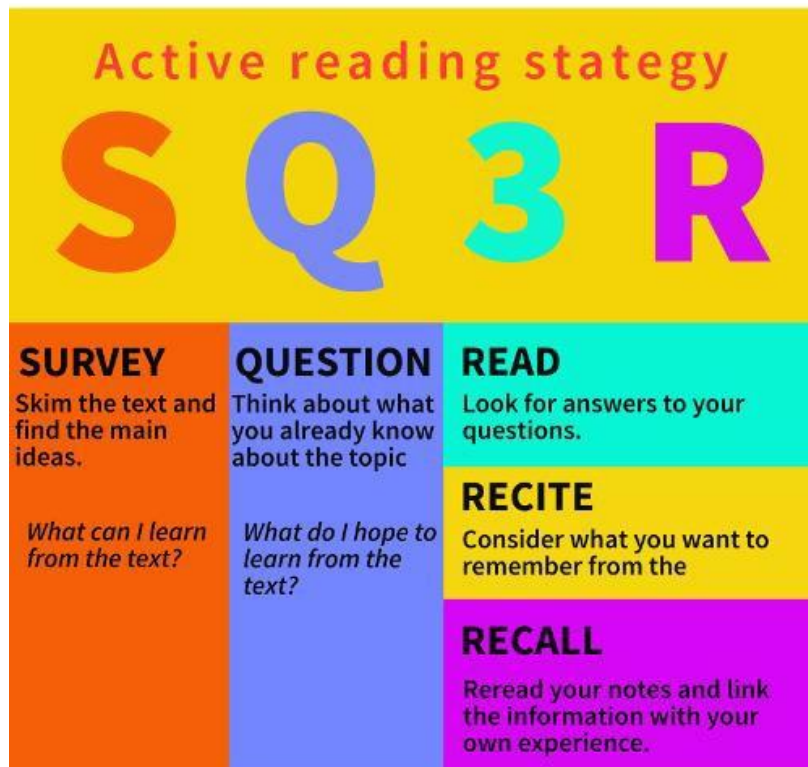 Active reading stategy
S Q 3 R
SURVEY
Skim the text and
find the main
ideas.
What can I learn
from the text?
QUESTION
Think about what
you already know
about the topic
What do I hope to
learn from the
text?
READ
Look for answers to your
questions.
RECITE
Consider what you want to
remember from the
RECALL
Reread your notes and link
the information with your
own experience.